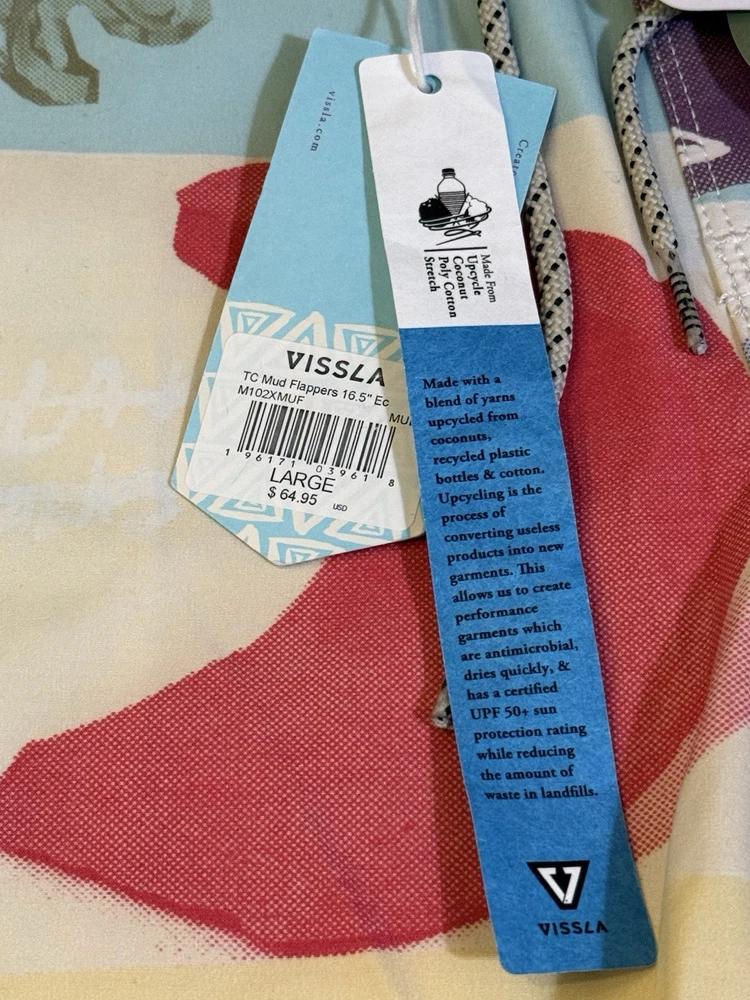 vissla.com
VISSLA
TC Mud Flappers 16.5" Ec
M102XMUF
1 96171 03961 8
LARGE
$ 64.95
USD
Made From
Upcycle
Coconut
Poly Cotton
Stretch
Made with a
blend of yarns
upcycled from
coconuts,
recycled plastic
bottles & cotton.
Upcycling is the
process of
converting useless
products into new
garments. This
allows us to create
performance
garments which
are antimicrobial,
dries quickly, &
has a certified
UPF 50+ sun
protection rating
while reducing
the amount of
waste in landfills.
VISSLA